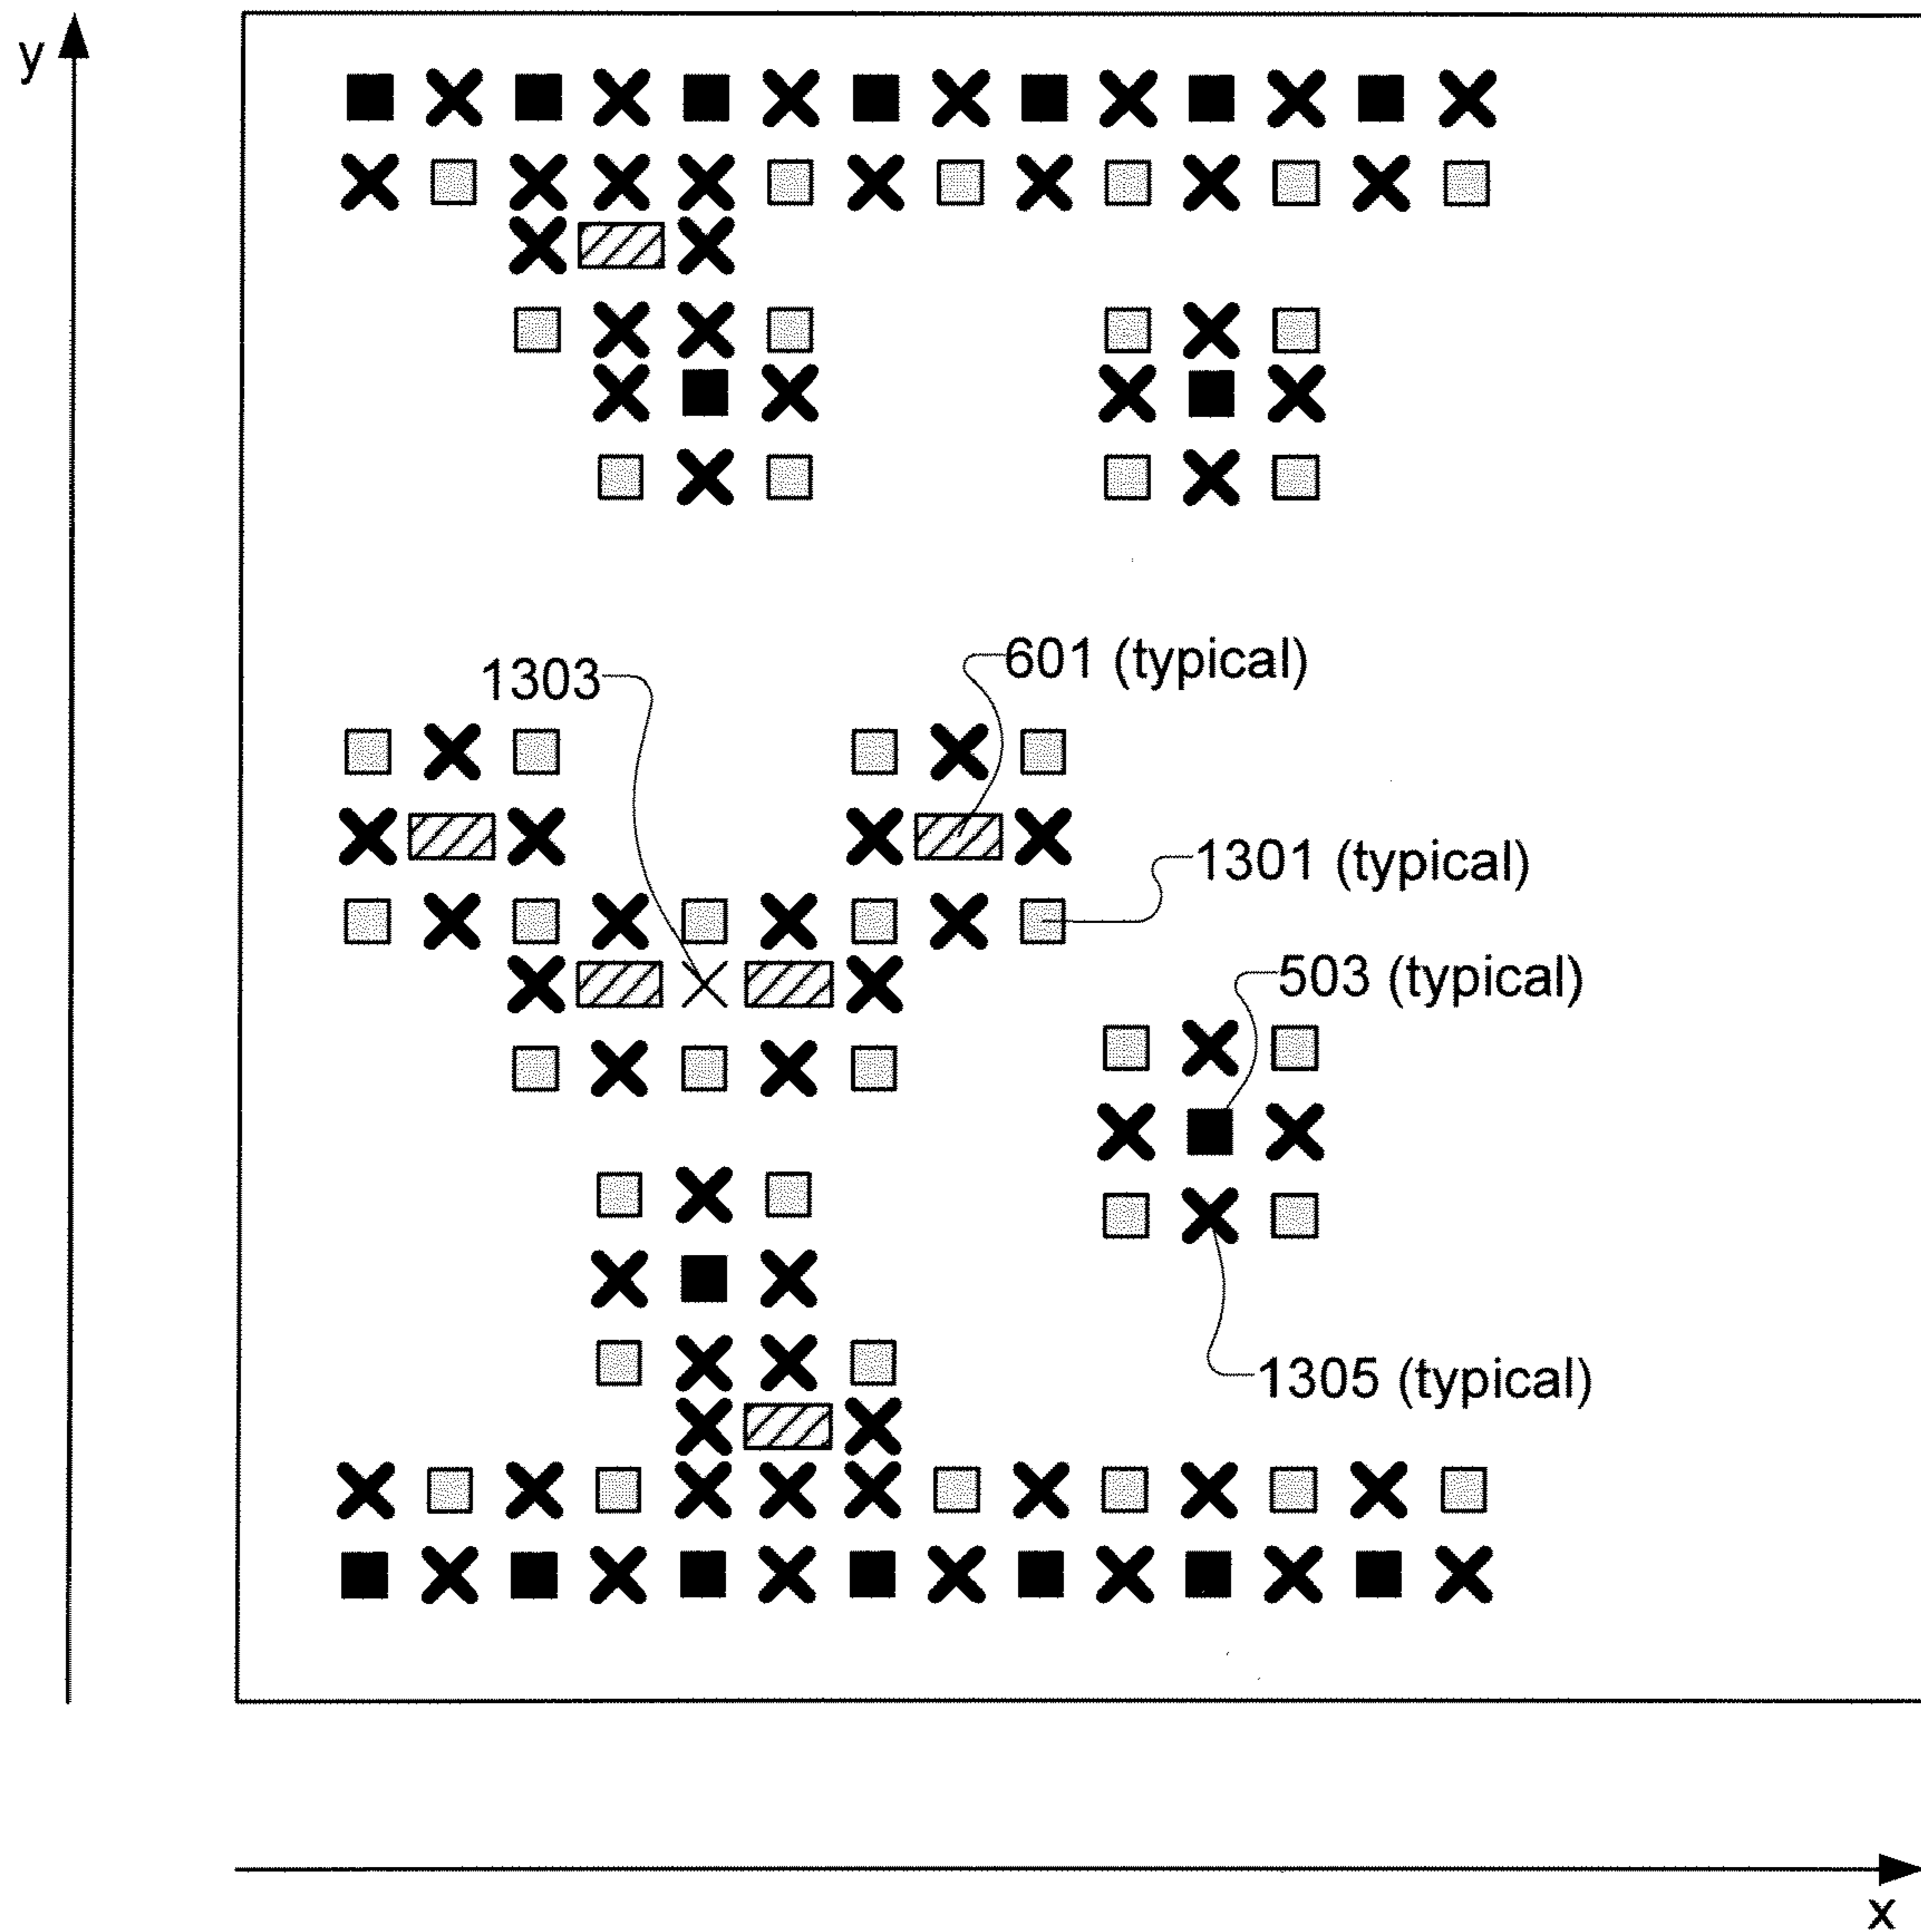 y
601 (typical)
1303
1301 (typical)
503 (typical)
1305 (typical)
x